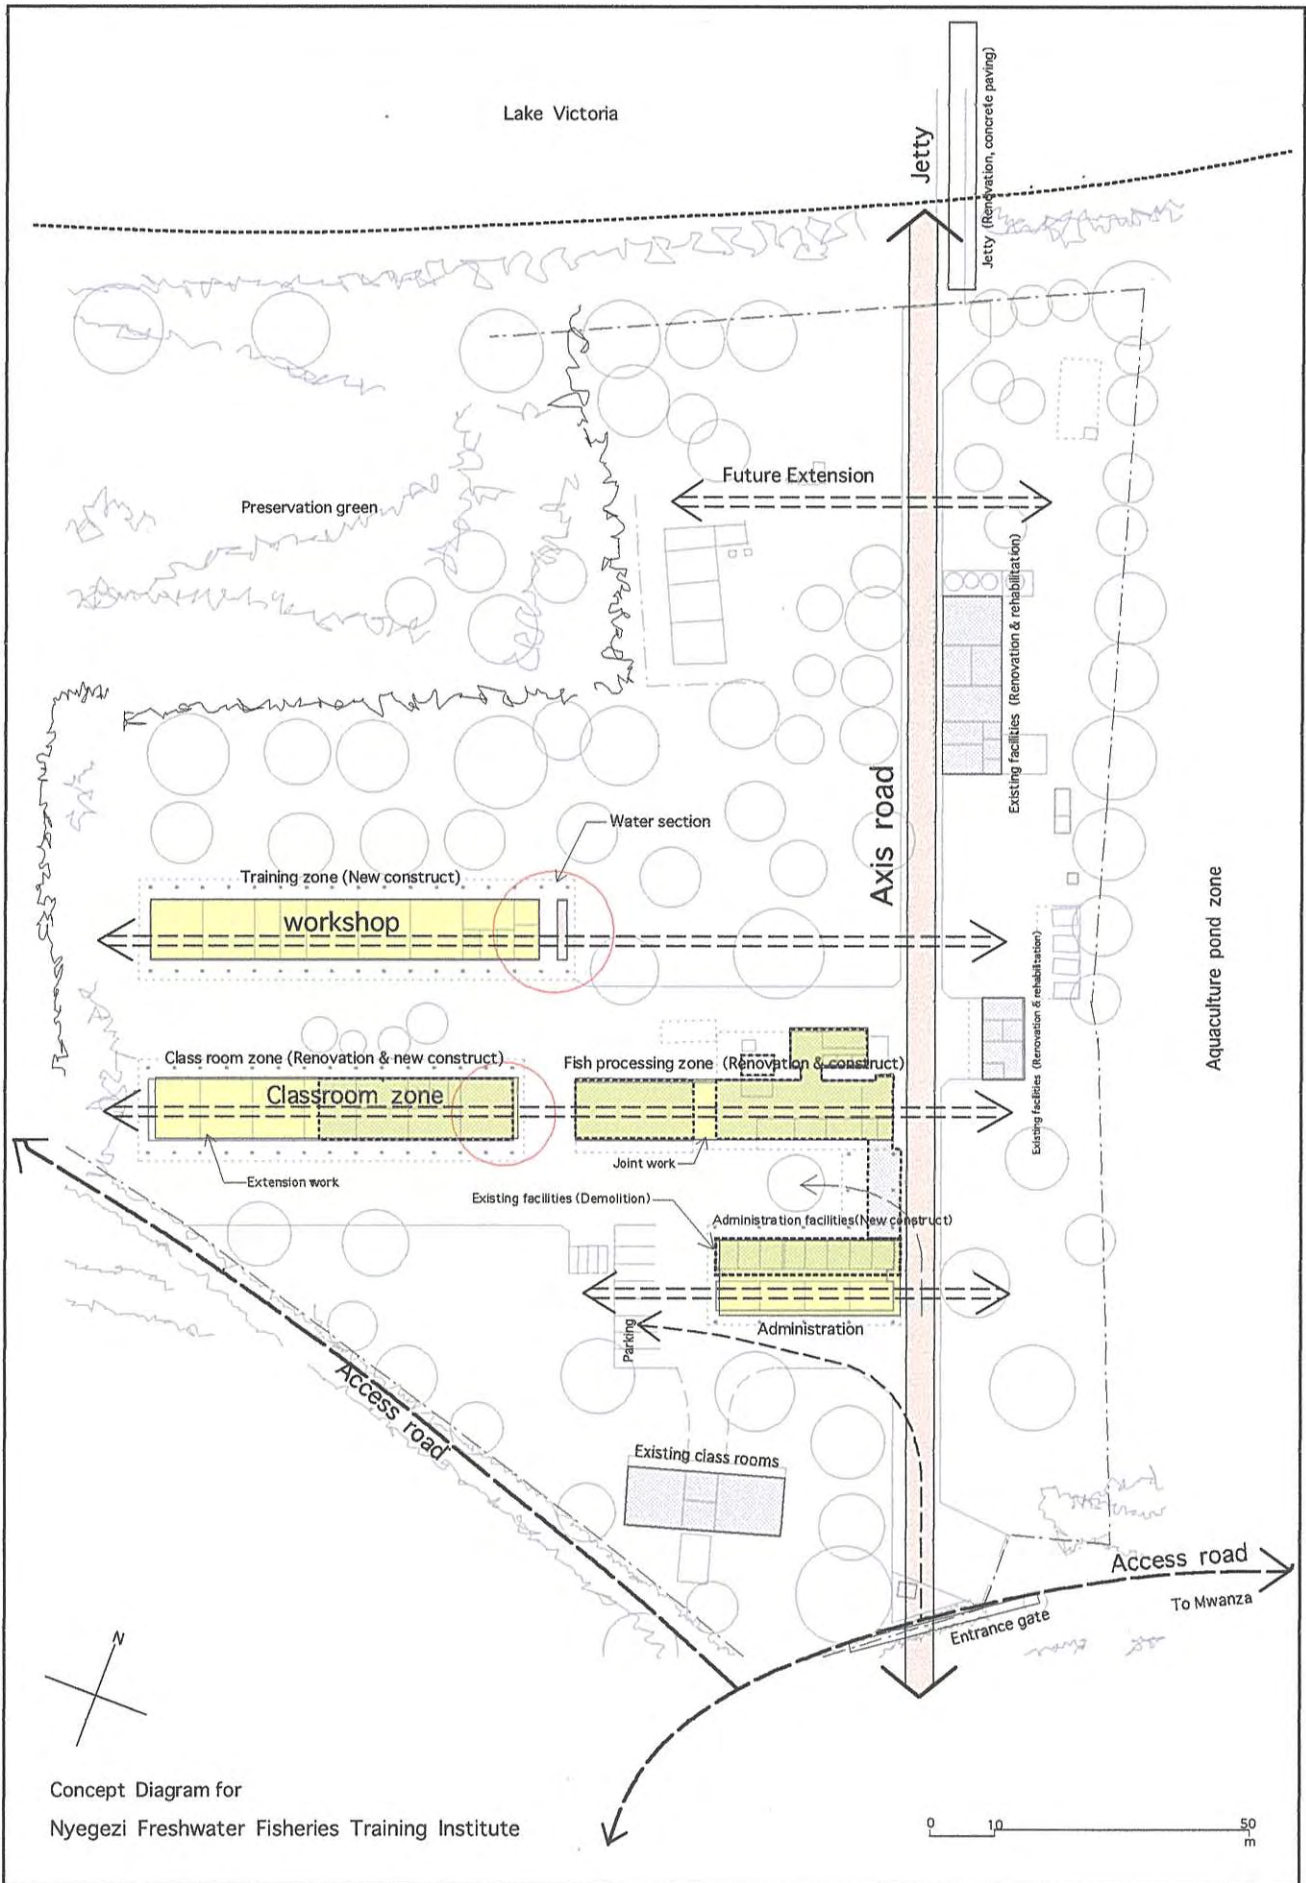 Lake Victoria
Jetty
Jetty (Renovation, concrete paving)
Future Extension
Preservation green
Existing facilities (Renovation & rehabilitation)
Axis road
Water section
Training zone (New construct)
workshop
Aquaculture pond zone
Existing facilities (Renovation & rehabilitation)
Class room zone (Renovation & new construct)
Fish processing zone (Renovation & construct)
Classroom zone
Joint work
Extension work
Existing facilities (Demolition)
Administration facilities(New construct)
Parking
Administration
Access road
Existing class rooms
Access road
To Mwanza
Entrance gate
N
Concept Diagram for
Nyegezi Freshwater Fisheries Training Institute
0 10 50
m